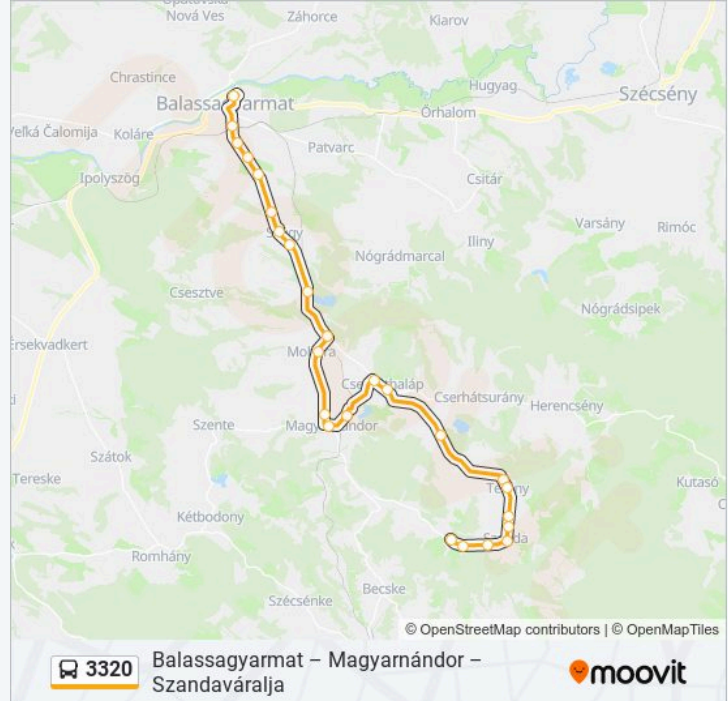 Opatovská
Nová Ves
Záhorce
Kiarov
Chrastince
Hugyag
Szécsény
Balassagyarmat
Őrhalom
Veľká Čalomija
Koláre
Patvarc
Ipolyszög
Csitár
Varsány
Rimóc
Iliny
Szügy
Nógrádmarcal
Csesztve
Nógrádsipek
Érsekvadkert
Mohora
Cserháthaláp
Cserhátsurány
Herencsény
Szente
Magyarnándor
Szátok
Tereske
Kutasó
Terény
Kétbodony
Szanda
Romhány
Becske
Szécsénke
© OpenStreetMap contributors | © OpenMapTiles
3320
Balassagyarmat – Magyarnándor –
Szandaváralja
moovit